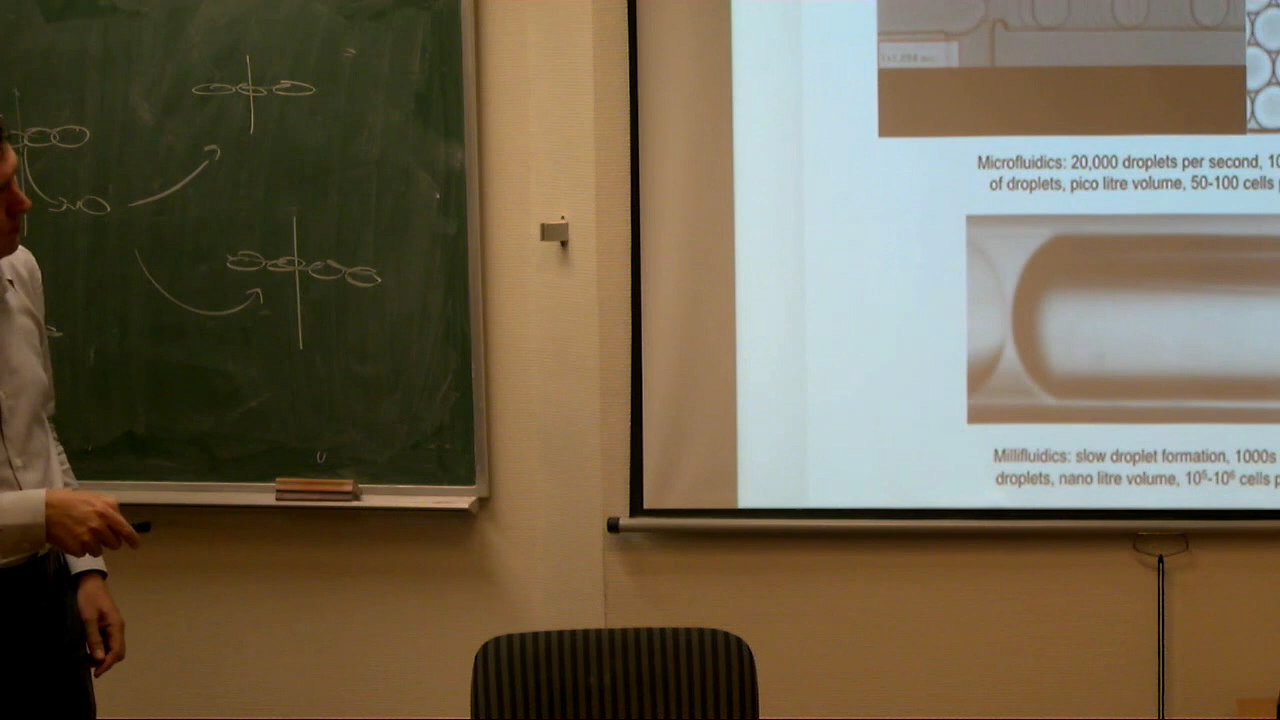 Microfluidics: 20,000 droplets per second, 10
of droplets, pico litre volume, 50-100 cells p
Millifluidics: slow droplet formation, 1000s
droplets, nano litre volume, 10⁵-10⁶ cells p